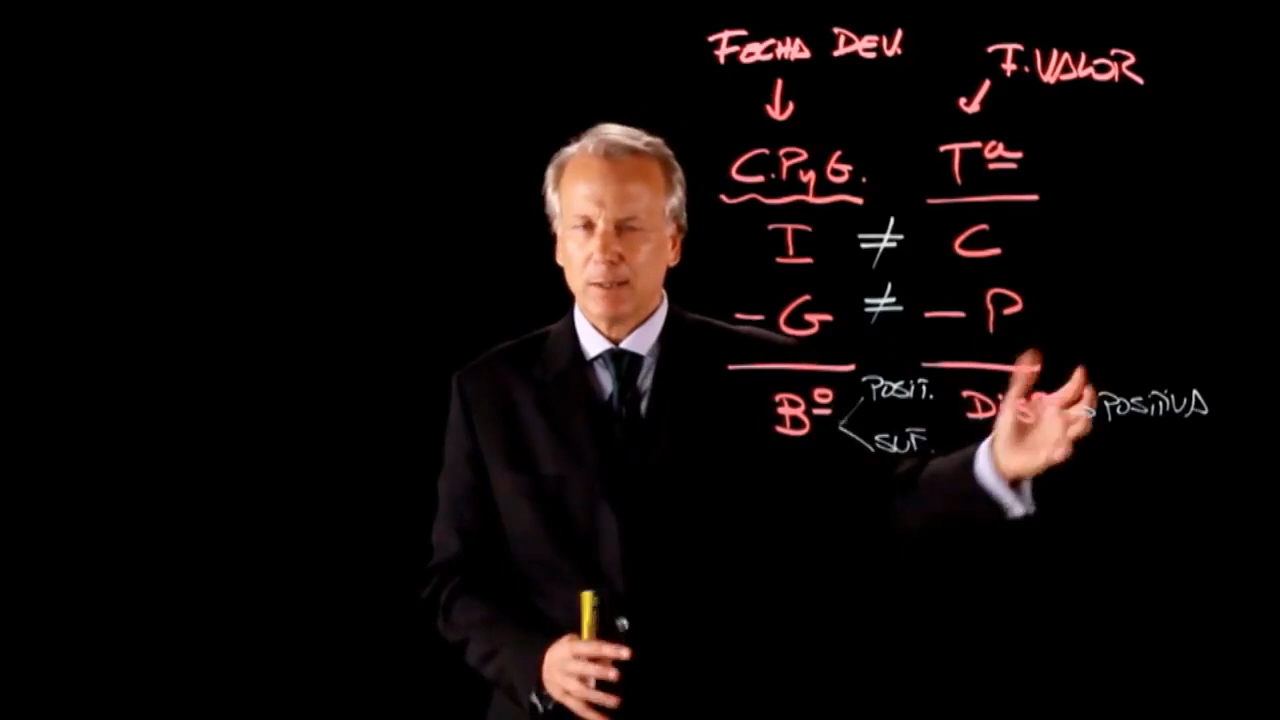 FECHA DEV. F. VALOR
↓ ↙
C.PyG. Tª
I ≠ C
- G ≠ - P
Bº POSIT. POSITIVA
SUF.